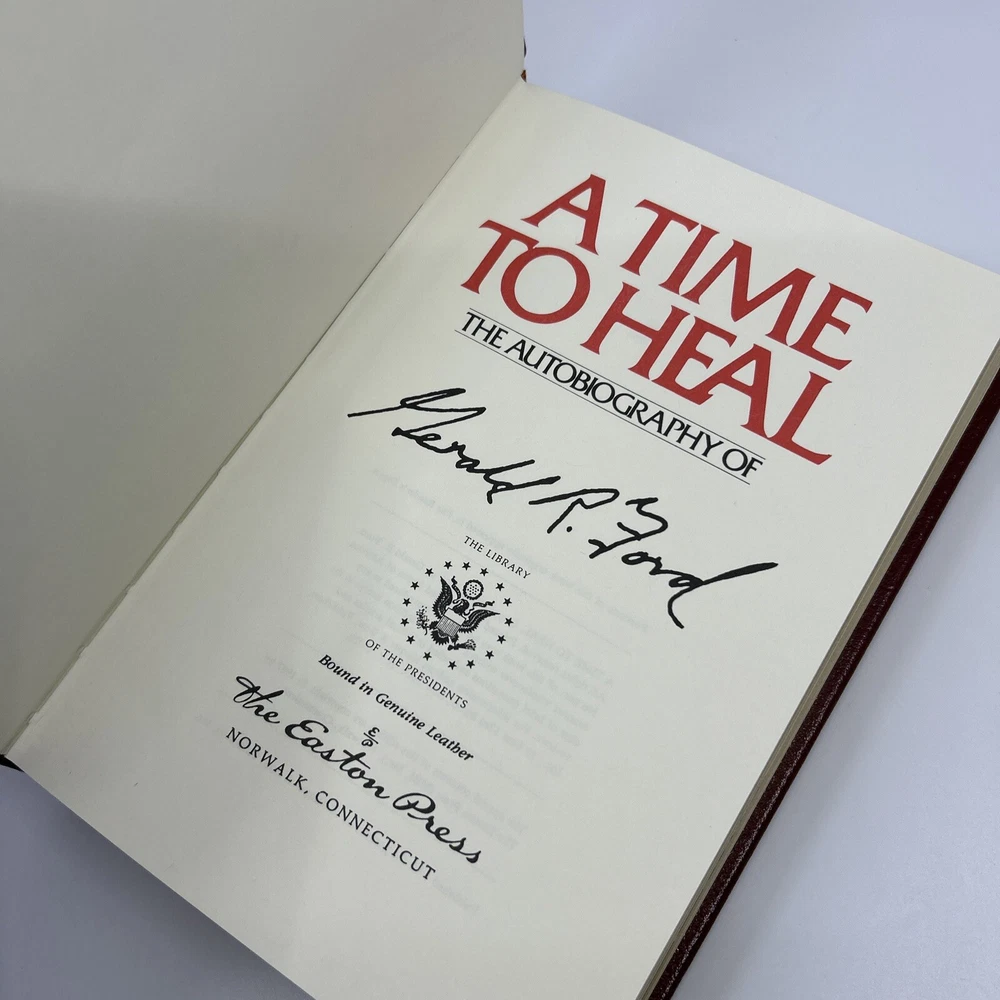 A TIME
TO HEAL
THE AUTOBIOGRAPHY OF
Gerald R. Ford
THE LIBRARY
OF THE PRESIDENTS
Bound in Genuine Leather
The Easton Press
NORWALK, CONNECTICUT